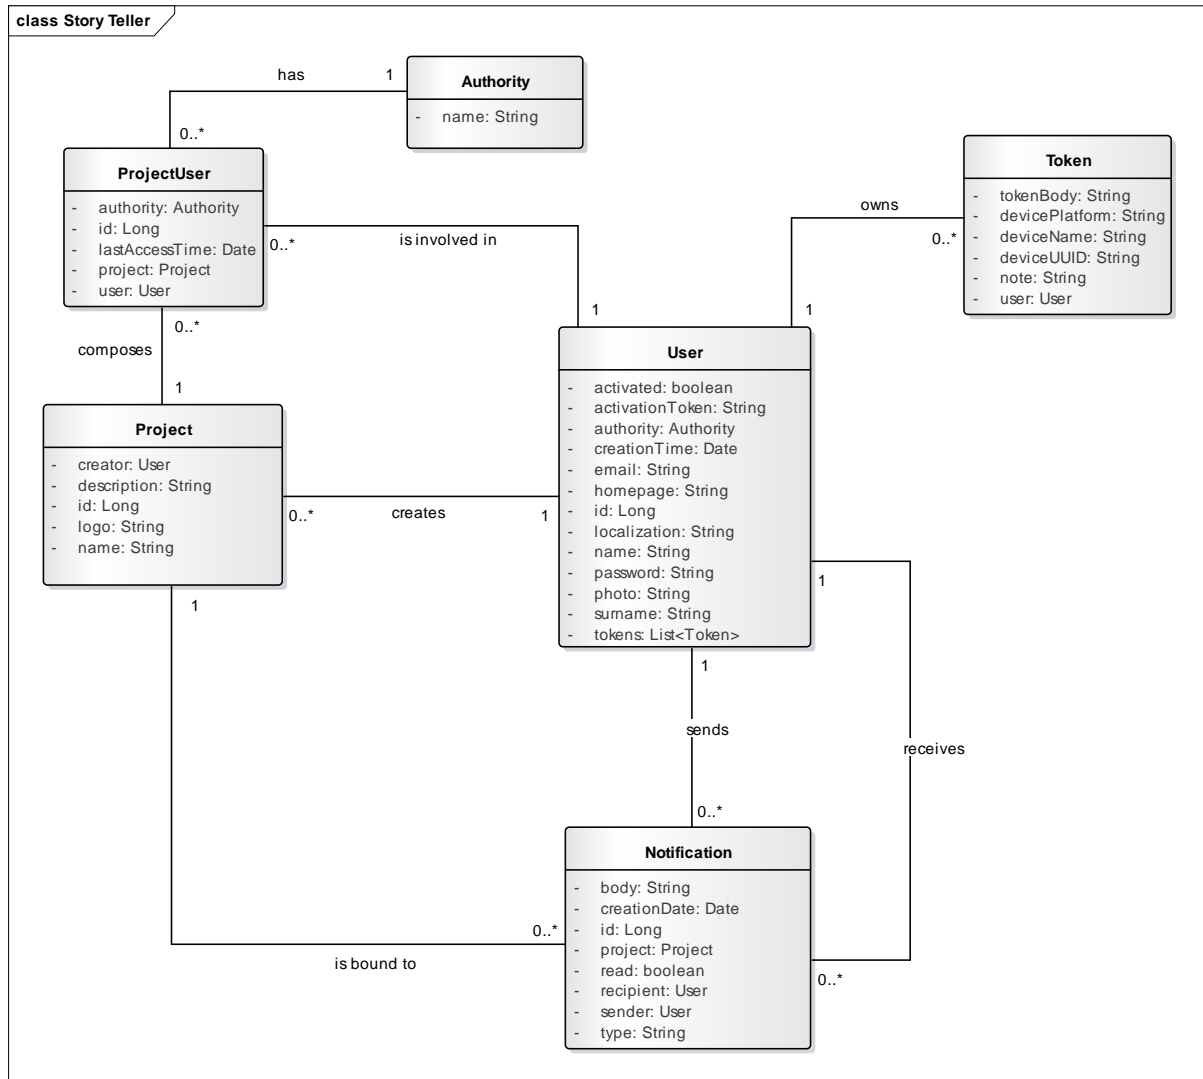 class Story Teller
has
1
0..*
Authority
- name: String
ProjectUser
- authority: Authority
- id: Long
- lastAccessTime: Date
- project: Project
- user: User
0..*
is involved in
1
Token
- tokenBody: String
- devicePlatform: String
- deviceName: String
- deviceUUID: String
- note: String
- user: User
owns
0..*
1
0..*
composes
1
User
- activated: boolean
- activationToken: String
- authority: Authority
- creationTime: Date
- email: String
- homepage: String
- id: Long
- localization: String
- name: String
- password: String
- photo: String
- surname: String
- tokens: List<Token>
Project
- creator: User
- description: String
- id: Long
- logo: String
- name: String
0..*
creates
1
1
1
1
sends
receives
0..*
Notification
- body: String
- creationDate: Date
- id: Long
- project: Project
- read: boolean
- recipient: User
- sender: User
- type: String
0..*
is bound to
0..*